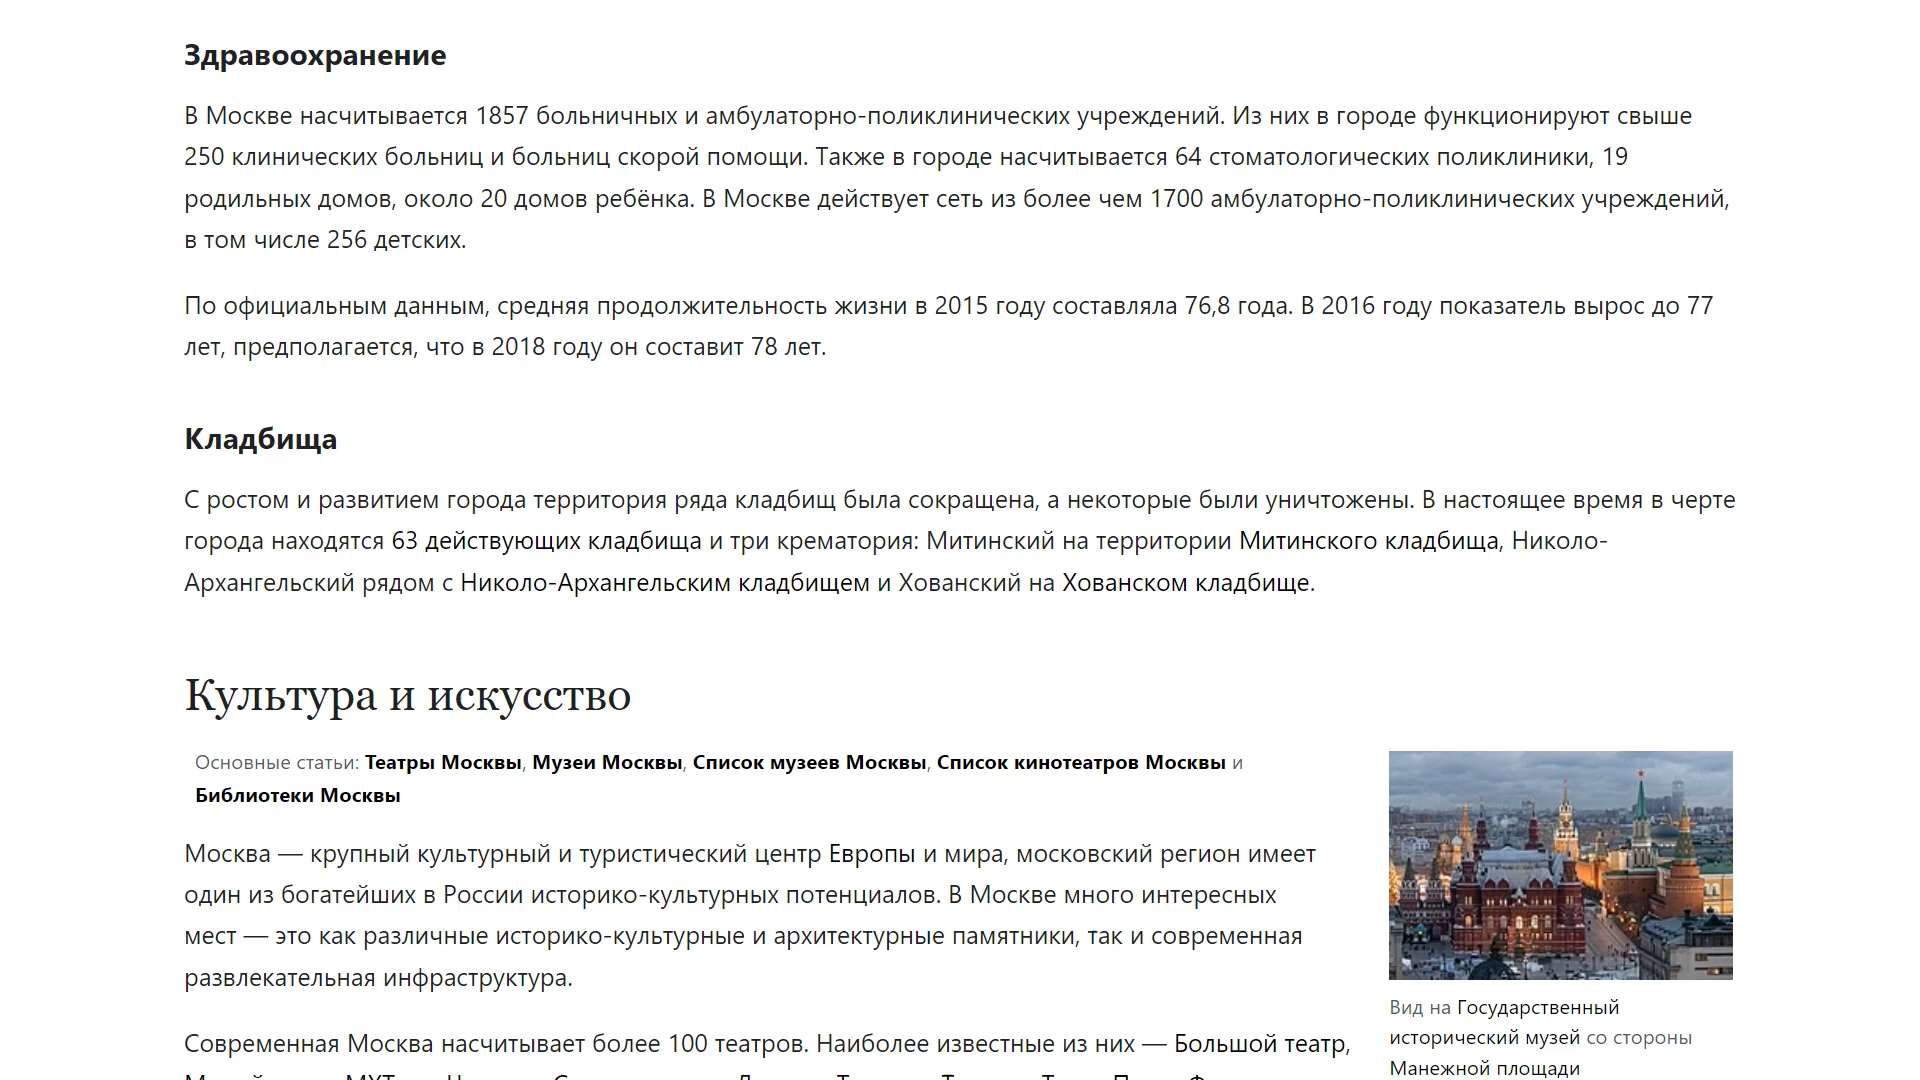 Здравоохранение
В Москве насчитывается 1857 больничных и амбулаторно-поликлинических учреждений. Из них в городе функционируют свыше
250 клинических больниц и больниц скорой помощи. Также в городе насчитывается 64 стоматологических поликлиники, 19
родильных домов, около 20 домов ребёнка. В Москве действует сеть из более чем 1700 амбулаторно-поликлинических учреждений,
в том числе 256 детских.
По официальным данным, средняя продолжительность жизни в 2015 году составляла 76,8 года. В 2016 году показатель вырос до 77
лет, предполагается, что в 2018 году он составит 78 лет.
Кладбища
С ростом и развитием города территория ряда кладбищ была сокращена, а некоторые были уничтожены. В настоящее время в черте
города находятся 63 действующих кладбища и три крематория: Митинский на территории Митинского кладбища, Николо-
Архангельский рядом с Николо-Архангельским кладбищем и Хованский на Хованском кладбище.
Культура и искусство
Основные статьи: Театры Москвы, Музеи Москвы, Список музеев Москвы, Список кинотеатров Москвы и
Библиотеки Москвы
Москва — крупный культурный и туристический центр Европы и мира, московский регион имеет
один из богатейших в России историко-культурных потенциалов. В Москве много интересных
мест — это как различные историко-культурные и архитектурные памятники, так и современная
развлекательная инфраструктура.
Современная Москва насчитывает более 100 театров. Наиболее известные из них — Большой театр,
Вид на Государственный
исторический музей со стороны
Манежной площади